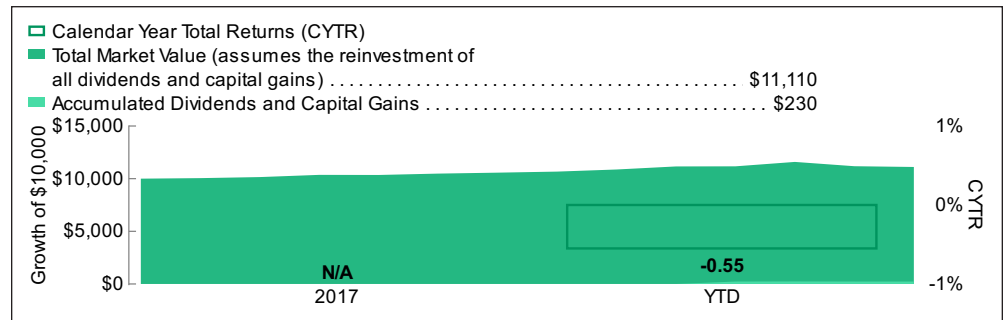 Calendar Year Total Returns (CYTR)
Total Market Value (assumes the reinvestment of
all dividends and capital gains) . . . . . . . . . . . . . . . . . . . . . . . . . . . . . . . . . . . . . . . . . $11,110
Accumulated Dividends and Capital Gains . . . . . . . . . . . . . . . . . . . . . . . . . . . . . . . . . . $230
Growth of $10,000
$15,000
$10,000
$5,000
$0
1%
0%
-1%
CYTR
N/A
-0.55
2017
YTD